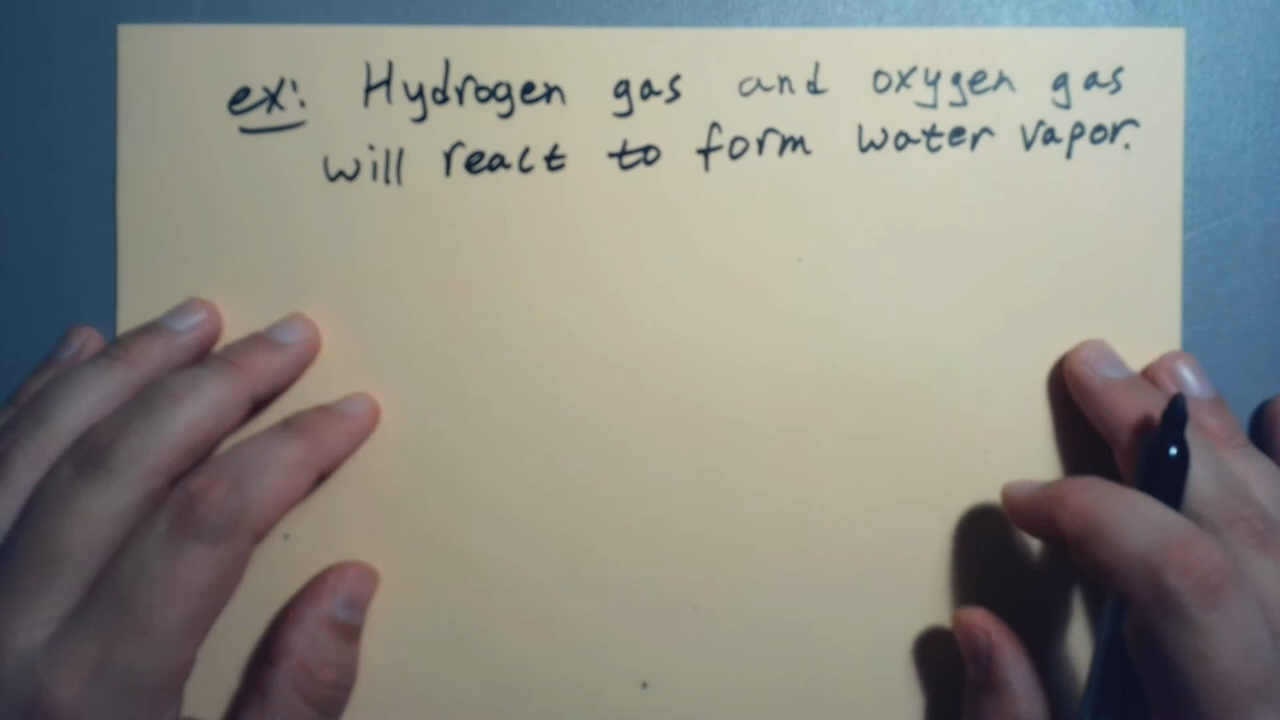 ex: Hydrogen gas and oxygen gas
will react to form water vapor.